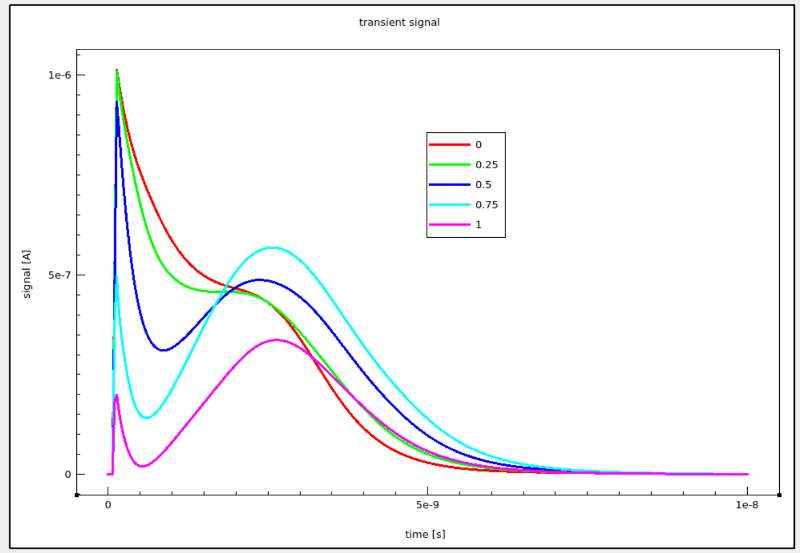 transient signal
1e-6
5e-7
0
signal [A]
0
0.25
0.5
0.75
1
0
5e-9
1e-8
time [s]